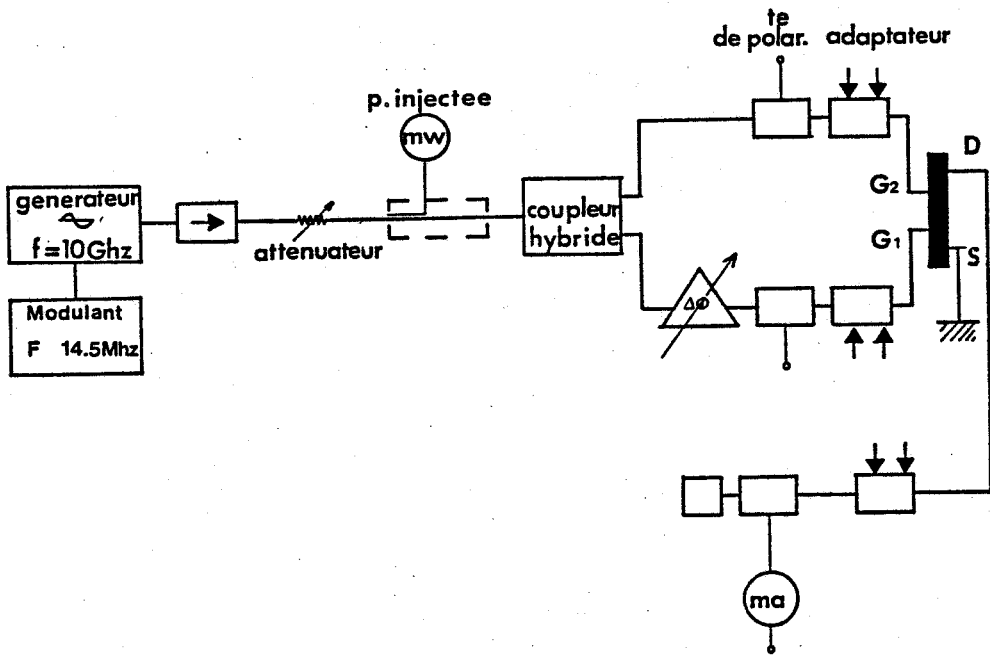 te
de polar. adaptateur
p. injectee
mw
generateur
f=10Ghz
Modulant
F 14.5Mhz
attenuateur
coupleur
hybride
G2
G1
D
S
Δφ
ma